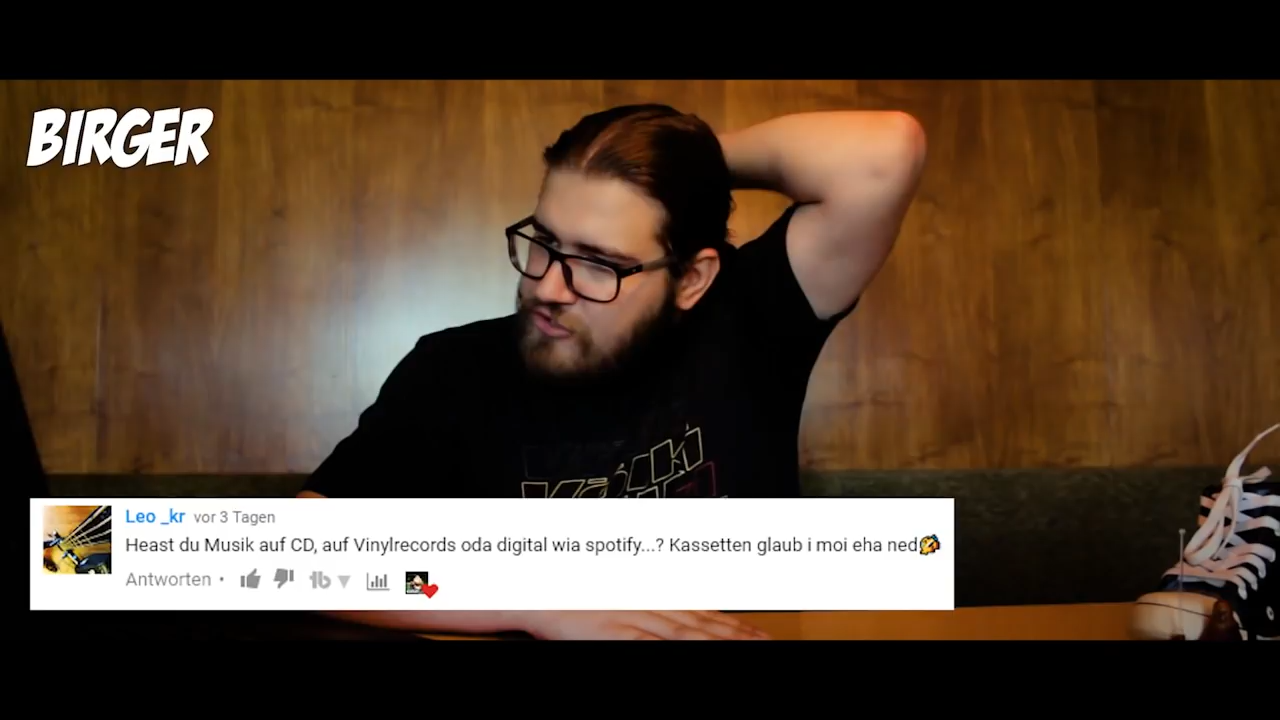 BIRGER
Leo _kr vor 3 Tagen
Heast du Musik auf CD, auf Vinylrecords oda digital wia spotify...? Kassetten glaub i moi eha ned
Antworten •